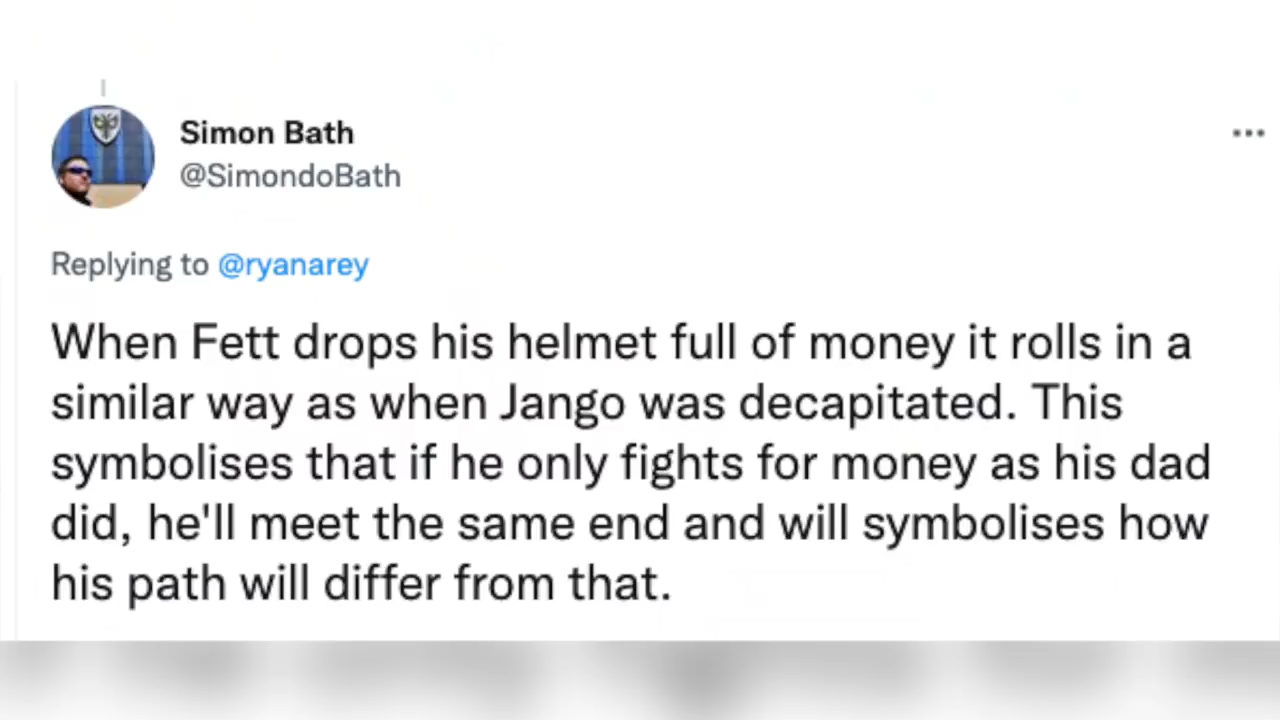 Simon Bath
@SimondoBath
Replying to @ryanarey
When Fett drops his helmet full of money it rolls in a
similar way as when Jango was decapitated. This
symbolises that if he only fights for money as his dad
did, he'll meet the same end and will symbolises how
his path will differ from that.